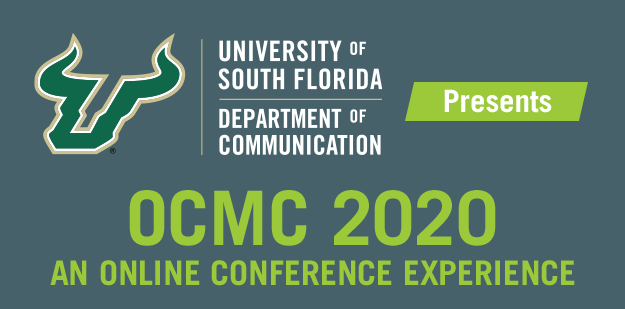 UNIVERSITY OF
SOUTH FLORIDA
DEPARTMENT OF
COMMUNICATION
Presents
OCMC 2020
AN ONLINE CONFERENCE EXPERIENCE